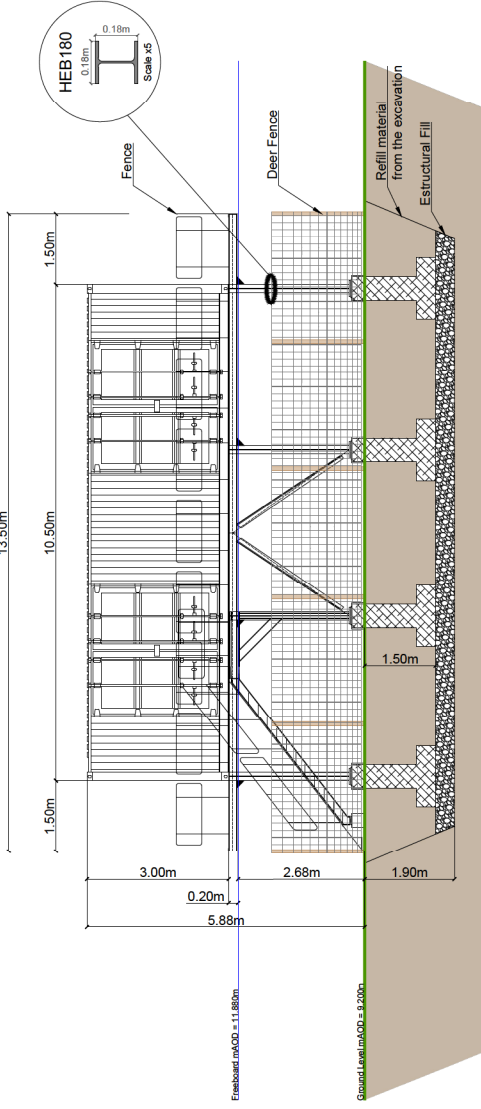 HEB180
0.18m
0.18m
Scale x5
Fence
Deer Fence
Refill material
from the excavation
Estructural Fill
13.50m
1.50m
10.50m
1.50m
3.00m
0.20m
2.68m
5.88m
1.50m
1.90m
Freeboard mAOD = 11.880m
Ground Level mAOD = 9.200m